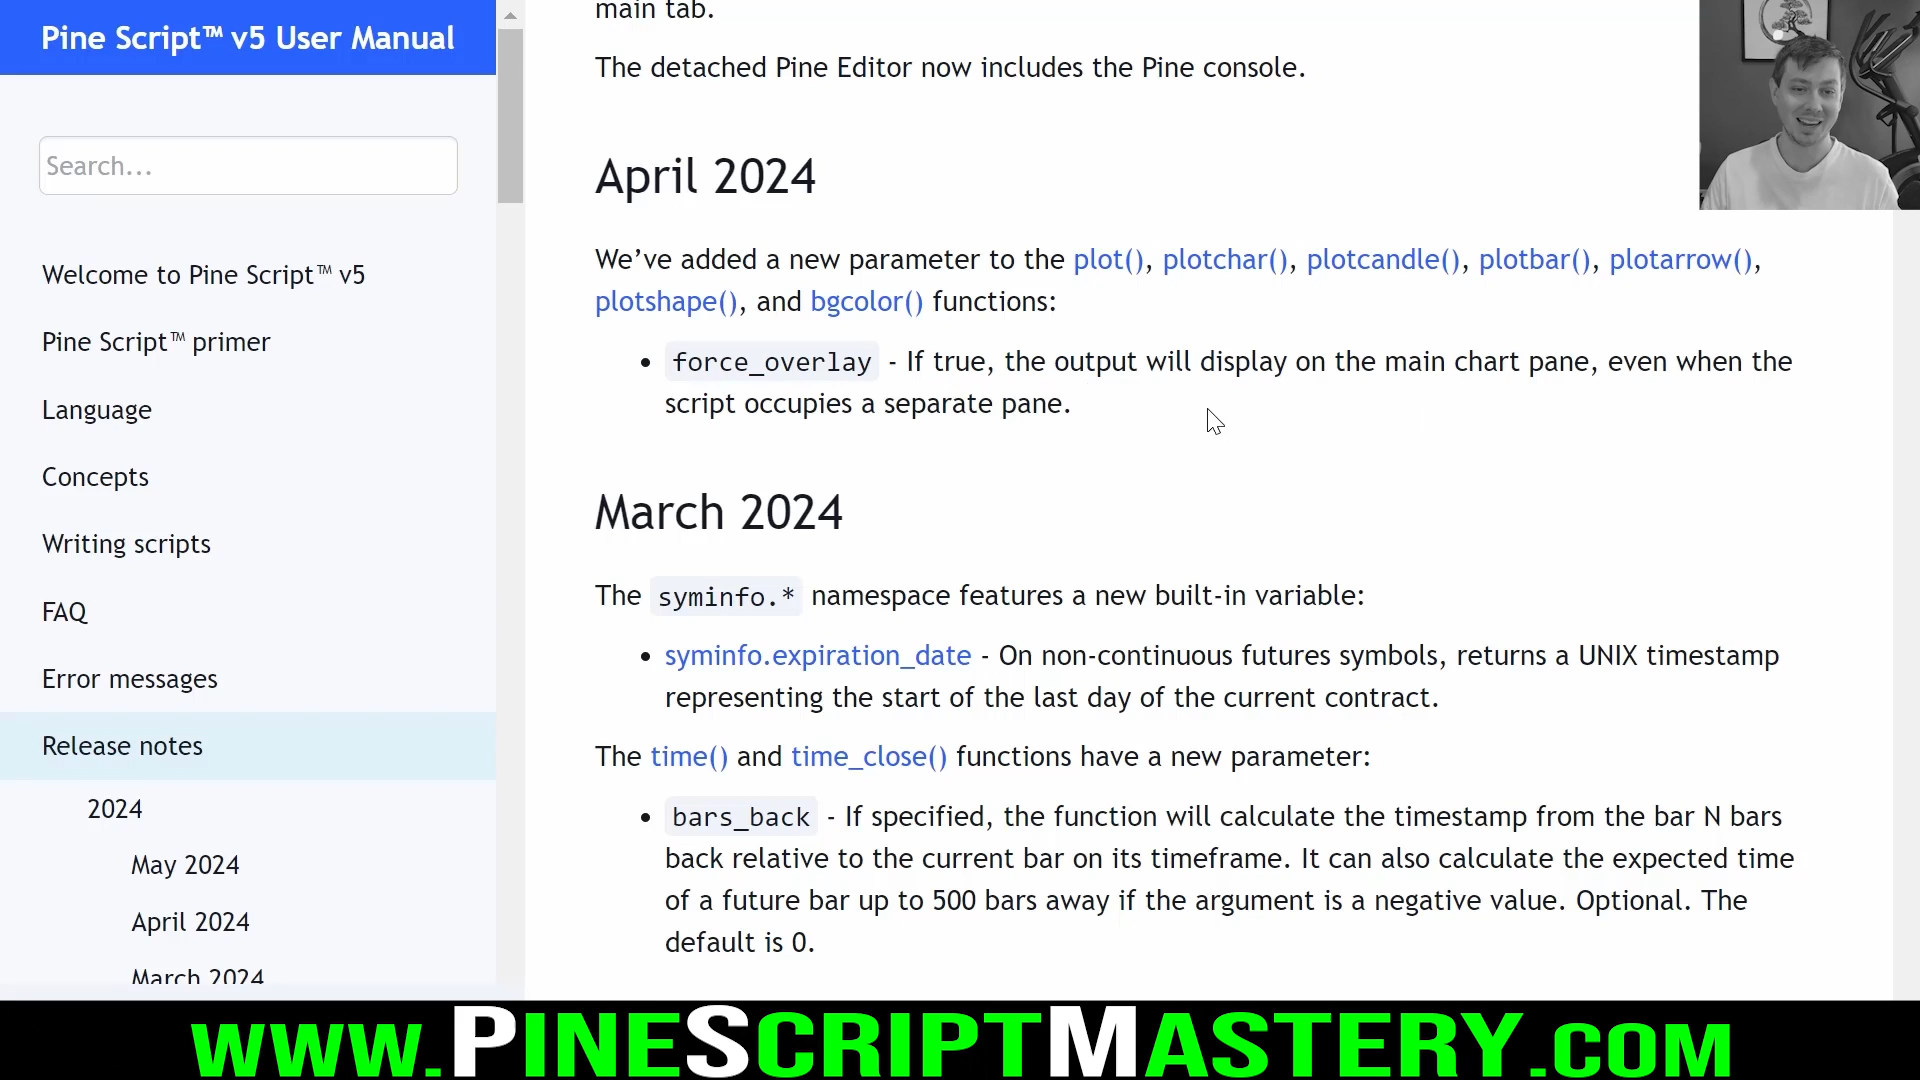 Pine Script™ v5 User Manual
Search...
Welcome to Pine Script™ v5
Pine Script™ primer
Language
Concepts
Writing scripts
FAQ
Error messages
Release notes
2024
May 2024
April 2024
March 2024
main tab.
The detached Pine Editor now includes the Pine console.
April 2024
We’ve added a new parameter to the plot(), plotchar(), plotcandle(), plotbar(), plotarrow(),
plotshape(), and bgcolor() functions:
• force_overlay - If true, the output will display on the main chart pane, even when the
script occupies a separate pane.
March 2024
The syminfo.* namespace features a new built-in variable:
• syminfo.expiration_date - On non-continuous futures symbols, returns a UNIX timestamp
representing the start of the last day of the current contract.
The time() and time_close() functions have a new parameter:
• bars_back - If specified, the function will calculate the timestamp from the bar N bars
back relative to the current bar on its timeframe. It can also calculate the expected time
of a future bar up to 500 bars away if the argument is a negative value. Optional. The
default is 0.
www.PineScriptMastery.com